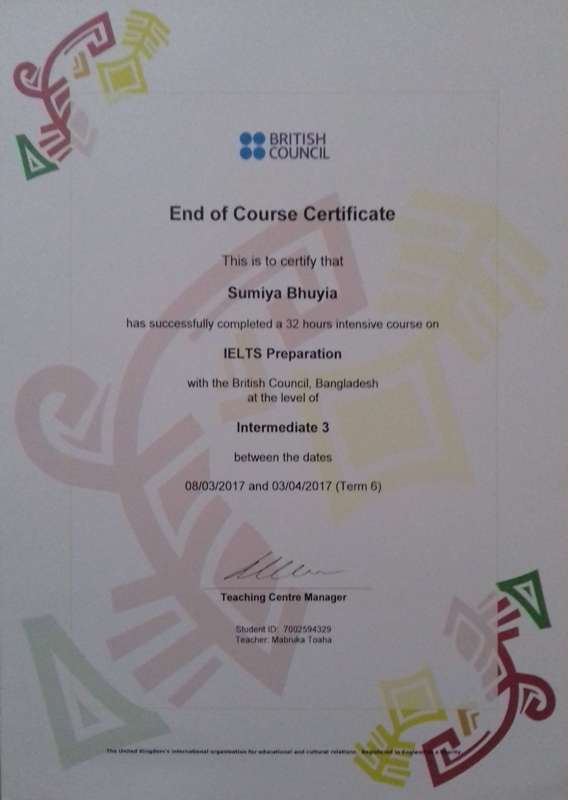 BRITISH
COUNCIL
End of Course Certificate
This is to certify that
Sumiya Bhuyia
has successfully completed a 32 hours intensive course on
IELTS Preparation
with the British Council, Bangladesh
at the level of
Intermediate 3
between the dates
08/03/2017 and 03/04/2017 (Term 6)
Teaching Centre Manager
Student ID: 7002594329
Teacher: Mabruka Toaha
The United Kingdom's international organisation for educational and cultural relations. Registered in England as a charity.